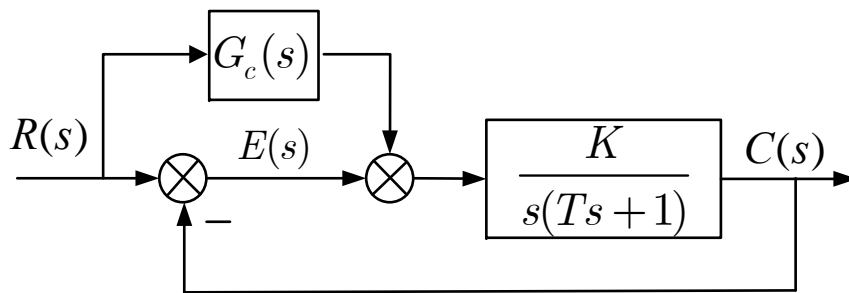 G_c(s)
R(s)
E(s)
K
s(Ts + 1)
C(s)
−